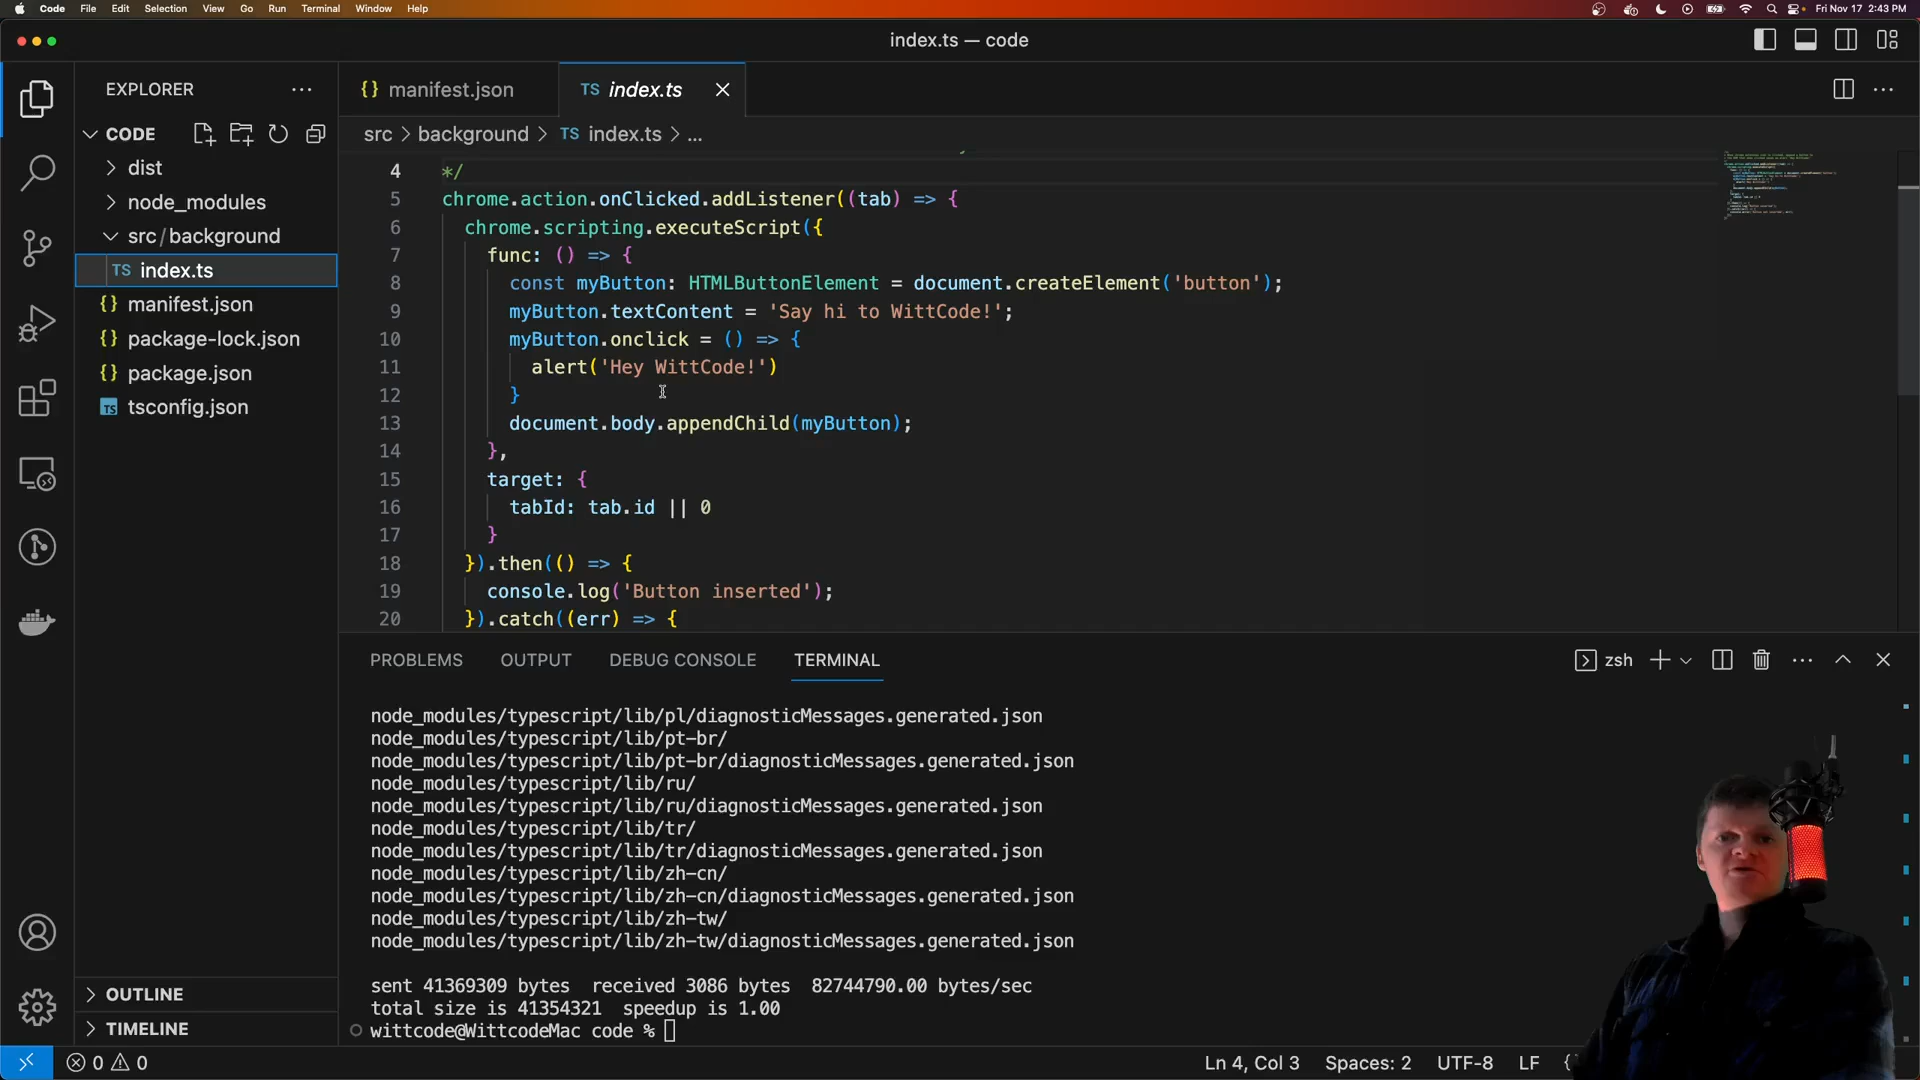 Code File Edit Selection View Go Run Terminal Window Help
Fri Nov 17 2:43 PM
index.ts — code
EXPLORER
manifest.json
TS index.ts
CODE
src > background > TS index.ts > ...
dist
node_modules
src/background
TS index.ts
manifest.json
package-lock.json
package.json
TS tsconfig.json
4 */
5 chrome.action.onClicked.addListener((tab) => {
6 chrome.scripting.executeScript({
7 func: () => {
8 const myButton: HTMLButtonElement = document.createElement('button');
9 myButton.textContent = 'Say hi to WittCode!';
10 myButton.onclick = () => {
11 alert('Hey WittCode!')
12 }
13 document.body.appendChild(myButton);
14 },
15 target: {
16 tabId: tab.id || 0
17 }
18 }).then(() => {
19 console.log('Button inserted');
20 }).catch((err) => {
PROBLEMS OUTPUT DEBUG CONSOLE TERMINAL
zsh
node_modules/typescript/lib/pl/diagnosticMessages.generated.json
node_modules/typescript/lib/pt-br/
node_modules/typescript/lib/pt-br/diagnosticMessages.generated.json
node_modules/typescript/lib/ru/
node_modules/typescript/lib/ru/diagnosticMessages.generated.json
node_modules/typescript/lib/tr/
node_modules/typescript/lib/tr/diagnosticMessages.generated.json
node_modules/typescript/lib/zh-cn/
node_modules/typescript/lib/zh-cn/diagnosticMessages.generated.json
node_modules/typescript/lib/zh-tw/
node_modules/typescript/lib/zh-tw/diagnosticMessages.generated.json
sent 41369309 bytes received 3086 bytes 82744790.00 bytes/sec
total size is 41354321 speedup is 1.00
wittcode@WittcodeMac code %
OUTLINE
TIMELINE
0 0
Ln 4, Col 3 Spaces: 2 UTF-8 LF {